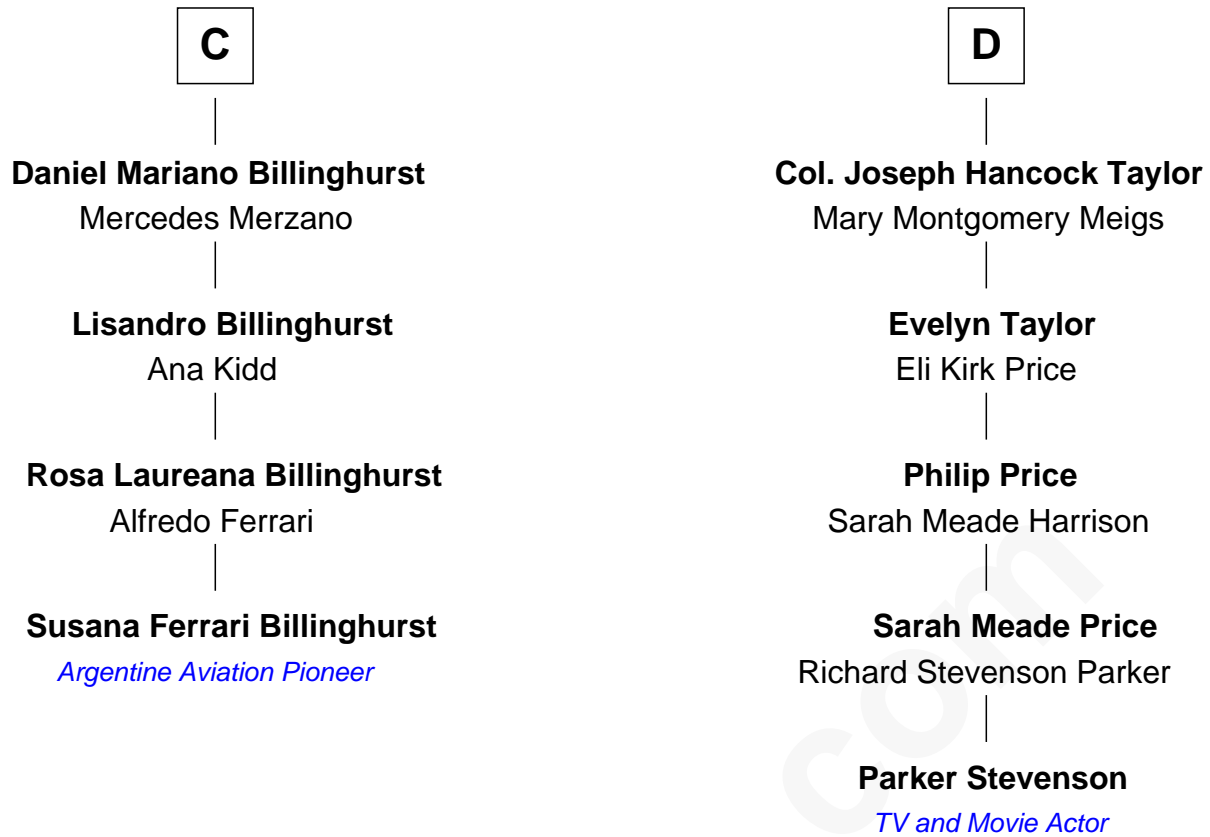 C
Daniel Mariano Billinghurst
Mercedes Merzano
Lisandro Billinghurst
Ana Kidd
Rosa Laureana Billinghurst
Alfredo Ferrari
Susana Ferrari Billinghurst
Argentine Aviation Pioneer
D
Col. Joseph Hancock Taylor
Mary Montgomery Meigs
Evelyn Taylor
Eli Kirk Price
Philip Price
Sarah Meade Harrison
Sarah Meade Price
Richard Stevenson Parker
Parker Stevenson
TV and Movie Actor
com